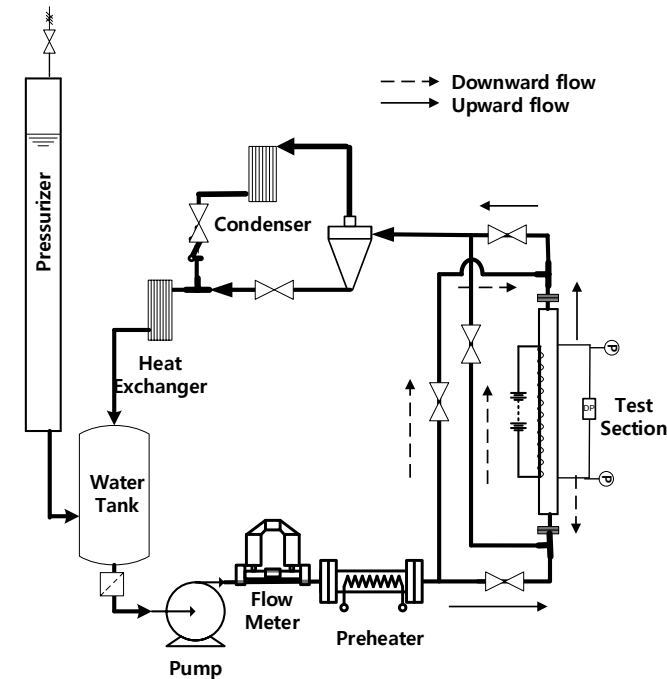 Downward flow
Upward flow
Pressurizer
Condenser
P
Heat
Exchanger
DP
Test
Section
Water
Tank
P
Flow
Meter
Preheater
Pump